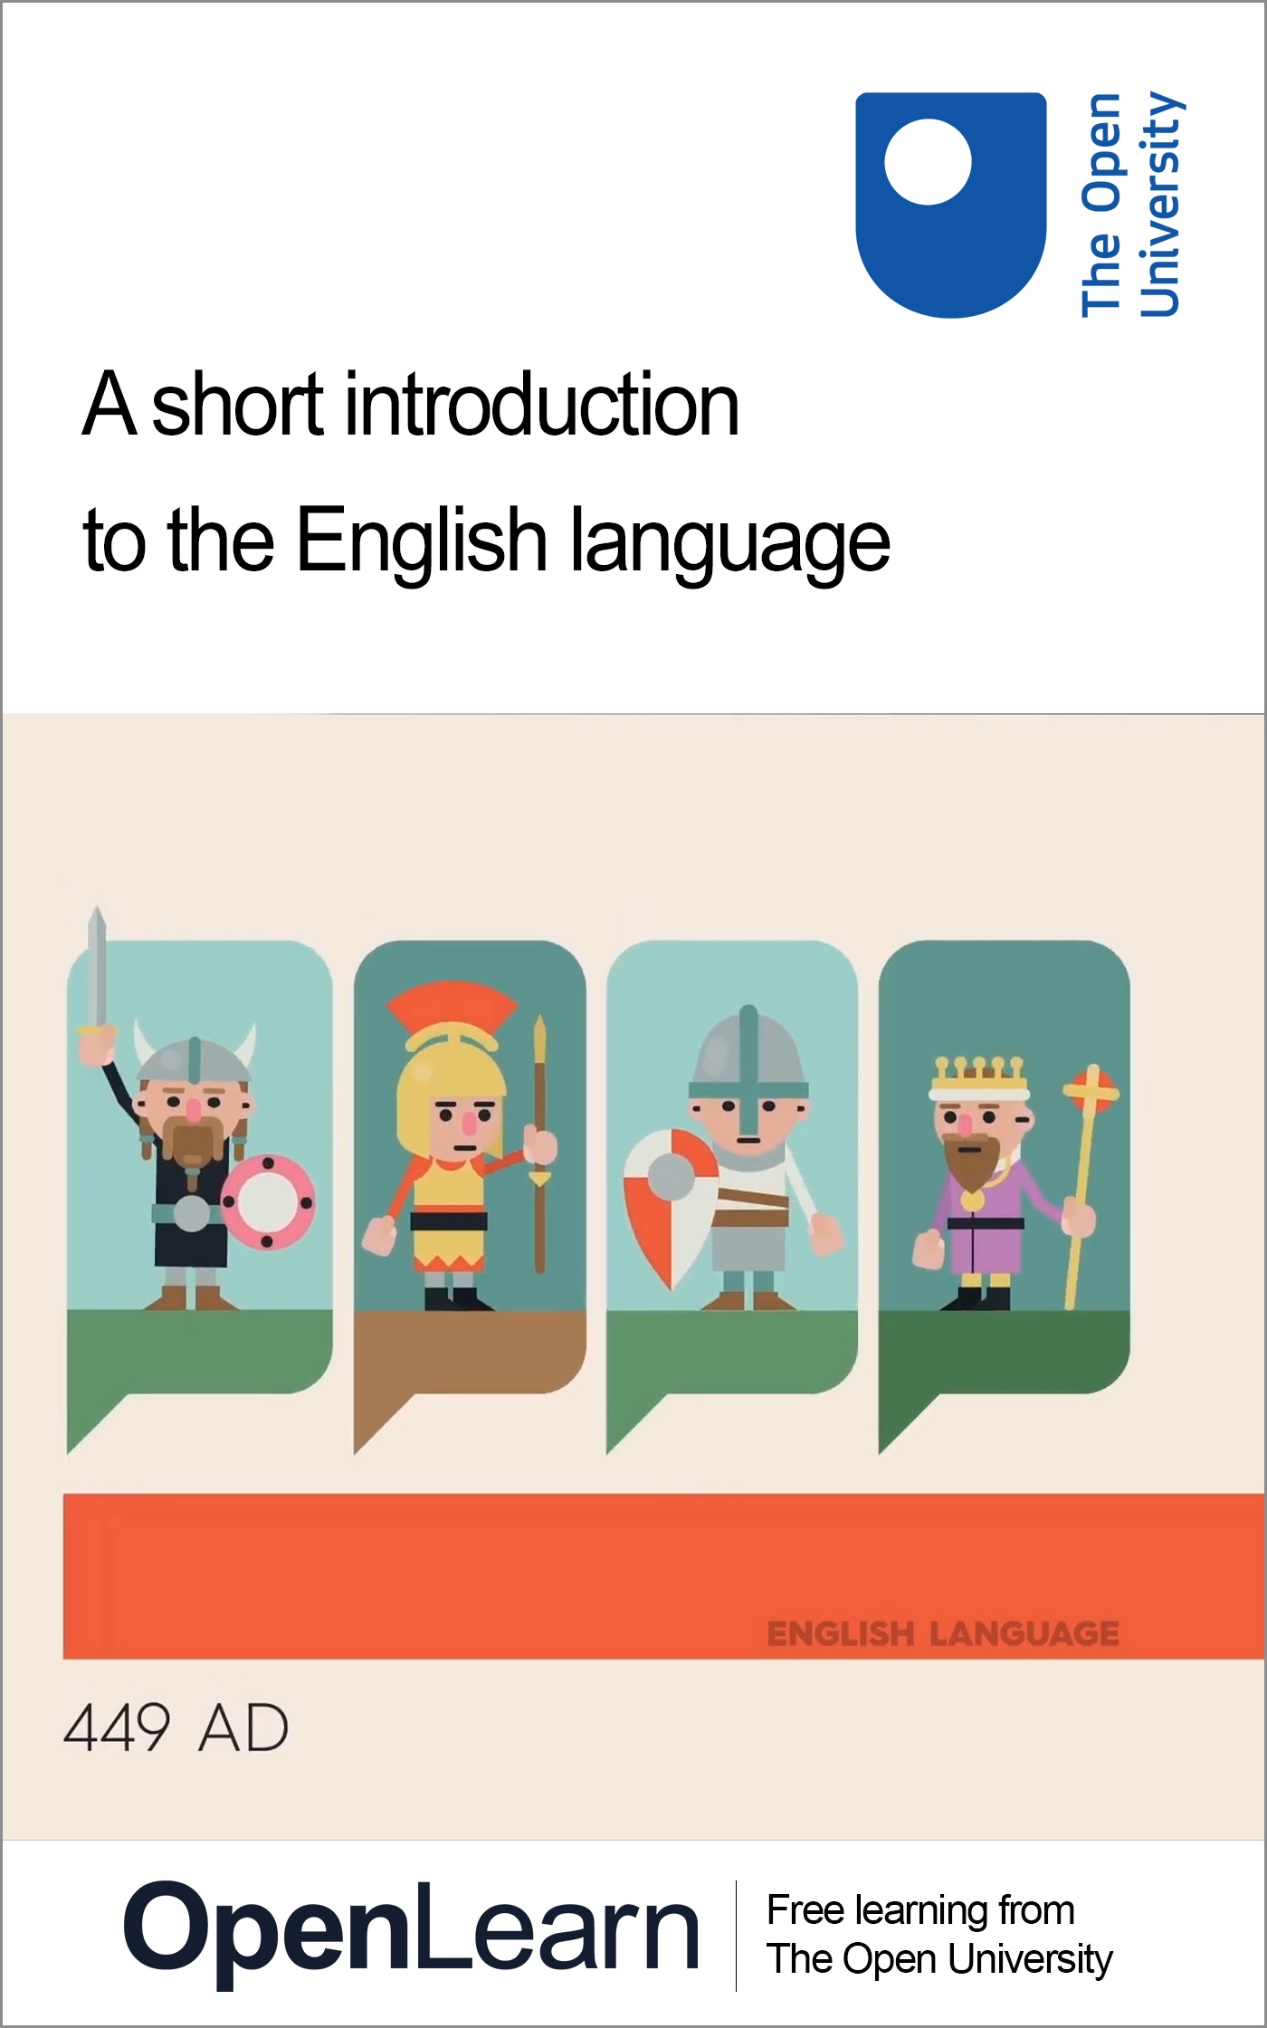 The Open
University
A short introduction
to the English language
ENGLISH LANGUAGE
449 AD
OpenLearn
Free learning from
The Open University